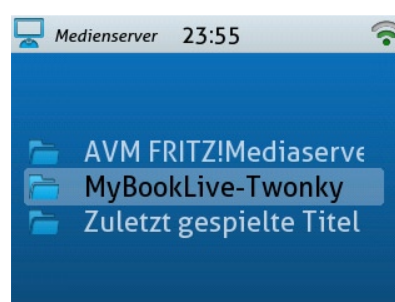 Medienserver 23:55
AVM FRITZ!Mediaserve
MyBookLive-Twonky
Zuletzt gespielte Titel